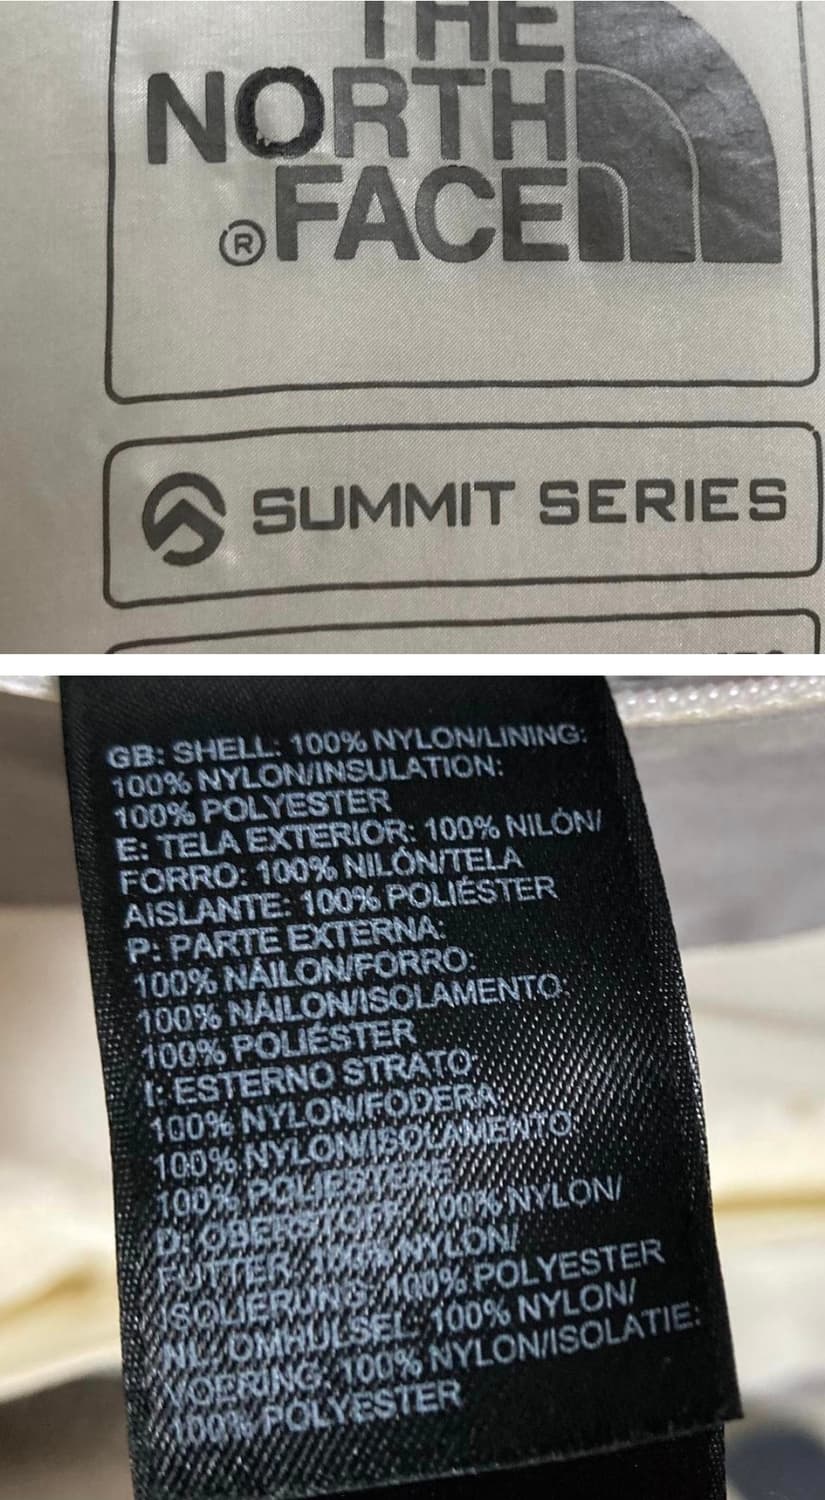 THE
NORTH
® FACE
SUMMIT SERIES
GB: SHELL: 100% NYLON/LINING:
100% NYLON/INSULATION:
100% POLYESTER
E: TELA EXTERIOR: 100% NILÓN/
FORRO: 100% NILÓN/TELA
AISLANTE: 100% POLIÉSTER
P: PARTE EXTERNA:
100% NÁILON/FORRO:
100% NÁILON/ISOLAMENTO:
100% POLIÉSTER
I: ESTERNO STRATO:
100% NYLON/FODERA:
100% NYLON/ISOLAMENTO:
100% POLIESTERE
D: OBERSTOFF: 100% NYLON/
FUTTER: 100% NYLON/
ISOLIERUNG: 100% POLYESTER
NL: OMHULSEL: 100% NYLON/
VOERING: 100% NYLON/ISOLATIE:
100% POLYESTER